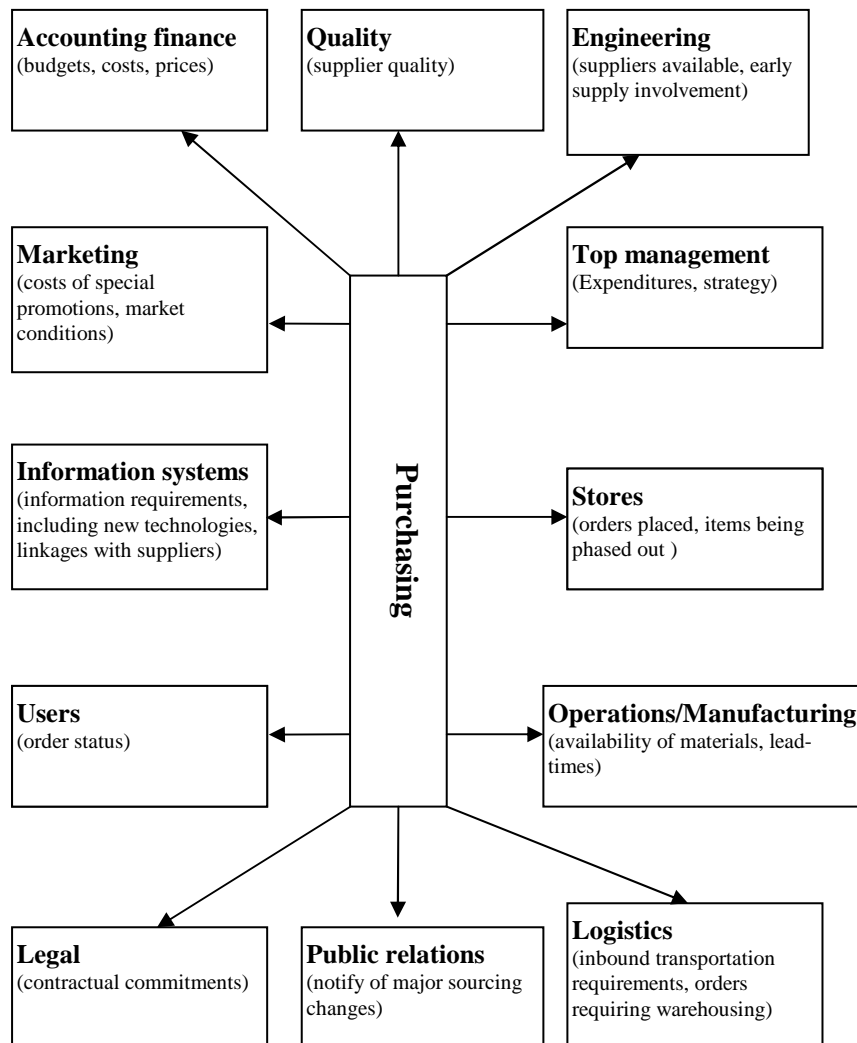 Accounting finance
(budgets, costs, prices)
Quality
(supplier quality)
Engineering
(suppliers available, early
supply involvement)
Marketing
(costs of special
promotions, market
conditions)
Top management
(Expenditures, strategy)
Purchasing
Information systems
(information requirements,
including new technologies,
linkages with suppliers)
Stores
(orders placed, items being
phased out )
Users
(order status)
Operations/Manufacturing
(availability of materials, lead-
times)
Legal
(contractual commitments)
Public relations
(notify of major sourcing
changes)
Logistics
(inbound transportation
requirements, orders
requiring warehousing)